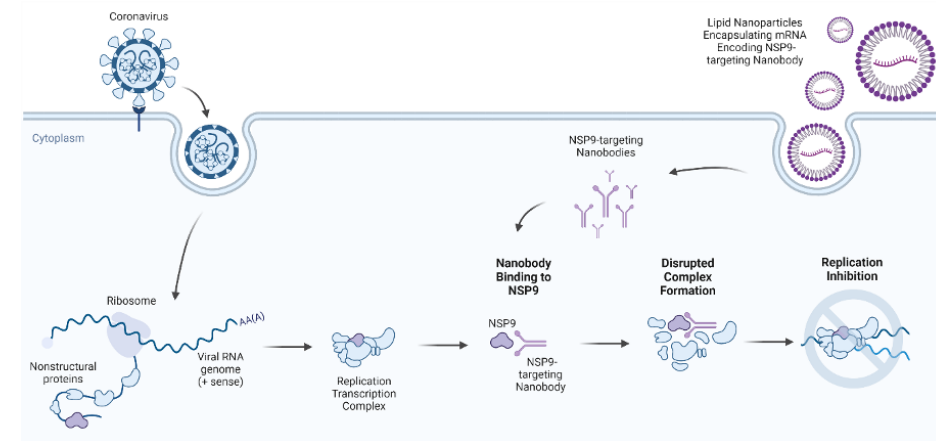 Coronavirus
Lipid Nanoparticles
Encapsulating mRNA
Encoding NSP9-
targeting Nanobody
Cytoplasm
NSP9-targeting
Nanobodies
Nanobody
Binding to
NSP9
Disrupted
Complex
Formation
Replication
Inhibition
Ribosome
AA(A)
Nonstructural
proteins
Viral RNA
genome
(+ sense)
Replication
Transcription
Complex
NSP9
NSP9-
targeting
Nanobody